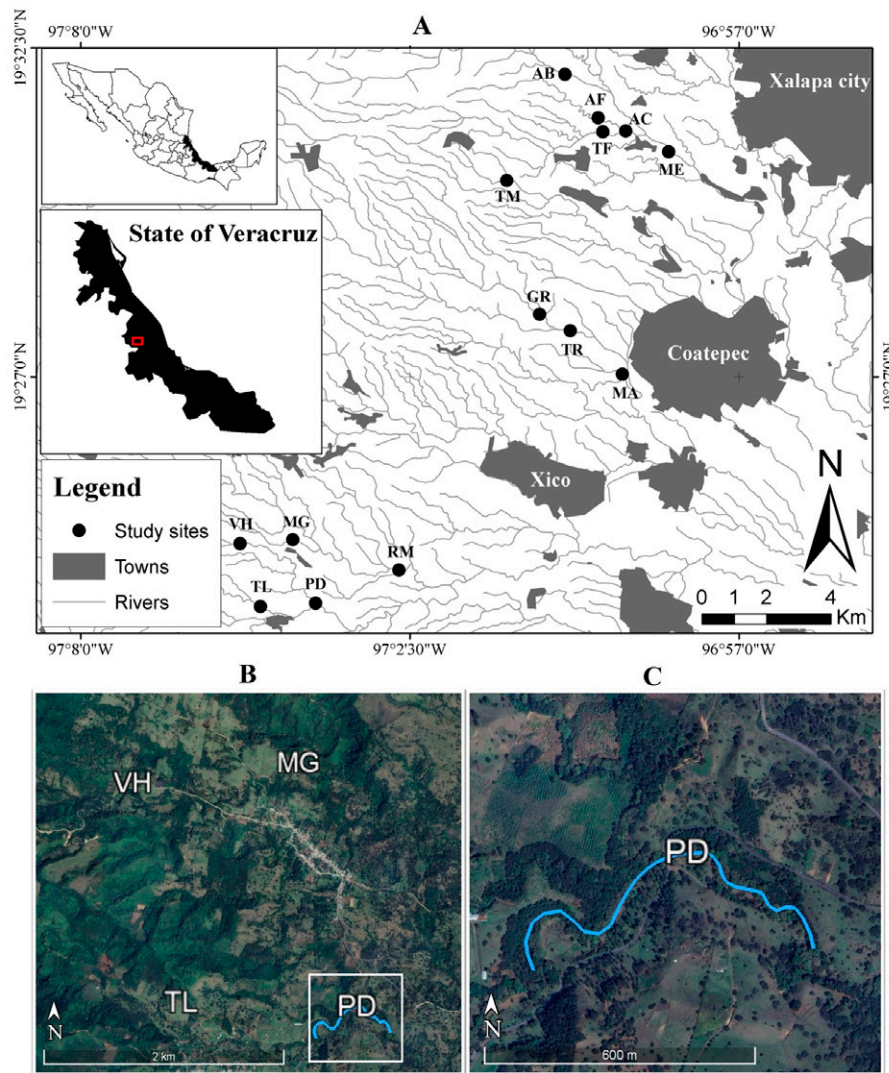 A
97°8'0"W
96°57'0"W
19°32'30"N
Xalapa city
AB
AF
AC
TF
ME
TM
State of Veracruz
GR
TR
Coatepec
MA
19°27'0"N
19°27'0"N
Xico
N
Legend
Study sites
Towns
Rivers
VH
MG
RM
TL
PD
0 1 2 4
Km
97°8'0"W
97°2'30"W
96°57'0"W
B
C
VH
MG
TL
PD
N
2 km
PD
N
600 m